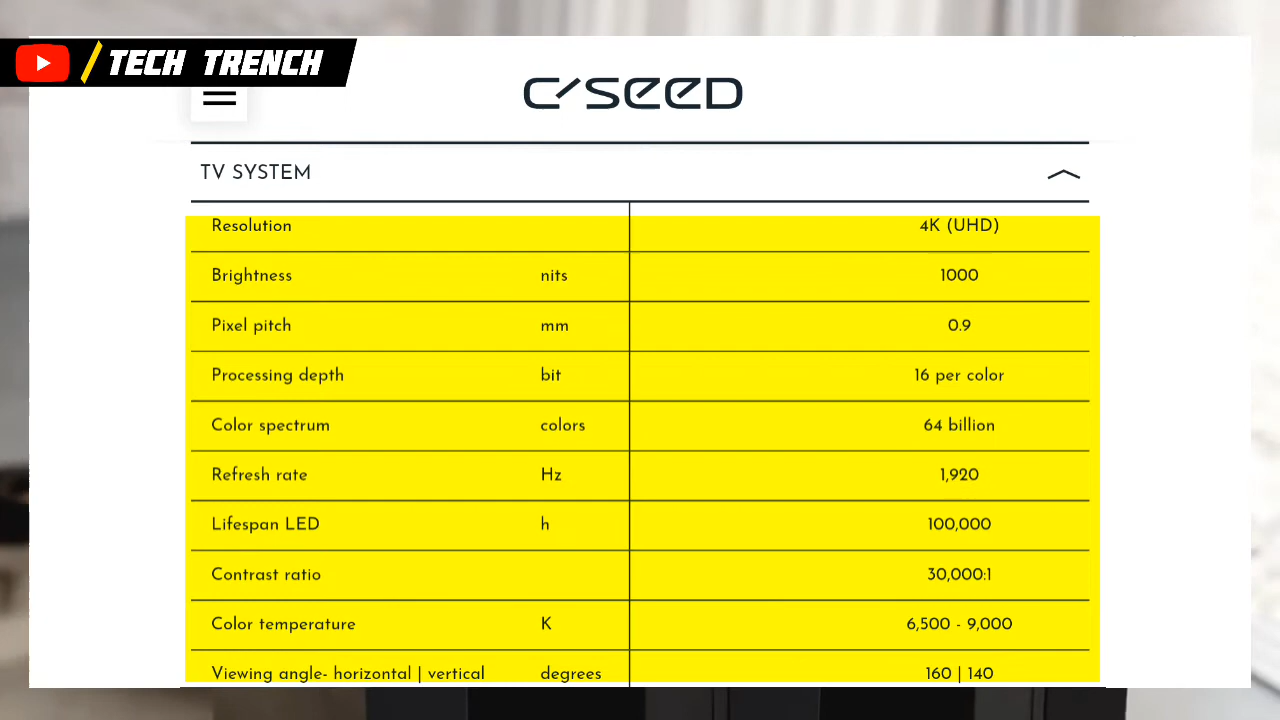 TECH TRENCH
C SEED
TV SYSTEM
Resolution 4K (UHD)
Brightness nits 1000
Pixel pitch mm 0.9
Processing depth bit 16 per color
Color spectrum colors 64 billion
Refresh rate Hz 1,920
Lifespan LED h 100,000
Contrast ratio 30,000:1
Color temperature K 6,500 - 9,000
Viewing angle- horizontal | vertical degrees 160 | 140